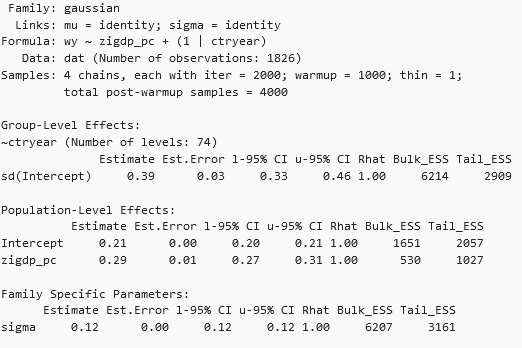 Family: gaussian
Links: mu = identity; sigma = identity
Formula: wy ~ zigdp_pc + (1 | ctryear)
Data: dat (Number of observations: 1826)
Samples: 4 chains, each with iter = 2000; warmup = 1000; thin = 1;
total post-warmup samples = 4000
Group-Level Effects:
~ctryear (Number of levels: 74)
Estimate Est.Error l-95% CI u-95% CI Rhat Bulk_ESS Tail_ESS
sd(Intercept) 0.39 0.03 0.33 0.46 1.00 6214 2909
Population-Level Effects:
Estimate Est.Error l-95% CI u-95% CI Rhat Bulk_ESS Tail_ESS
Intercept 0.21 0.00 0.20 0.21 1.00 1651 2057
zigdp_pc 0.29 0.01 0.27 0.31 1.00 530 1027
Family Specific Parameters:
Estimate Est.Error l-95% CI u-95% CI Rhat Bulk_ESS Tail_ESS
sigma 0.12 0.00 0.12 0.12 1.00 6207 3161